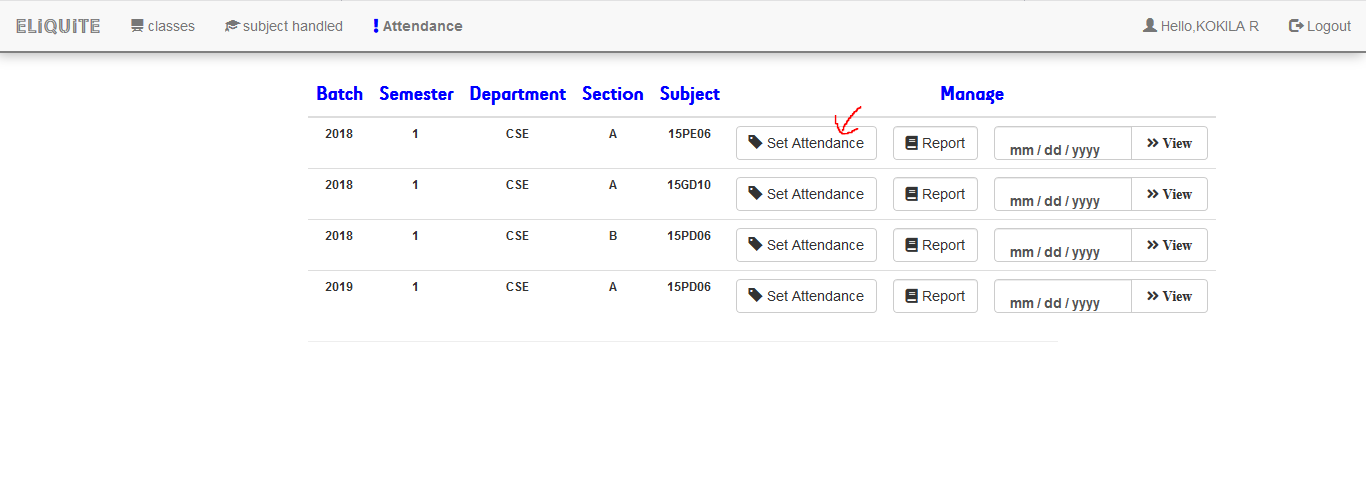 ELiQUiTE classes subject handled Attendance Hello,KOKILA R Logout
Batch Semester Department Section Subject Manage
2018 1 CSE A 15PE06 Set Attendance Report mm / dd / yyyy View
2018 1 CSE A 15GD10 Set Attendance Report mm / dd / yyyy View
2018 1 CSE B 15PD06 Set Attendance Report mm / dd / yyyy View
2019 1 CSE A 15PD06 Set Attendance Report mm / dd / yyyy View